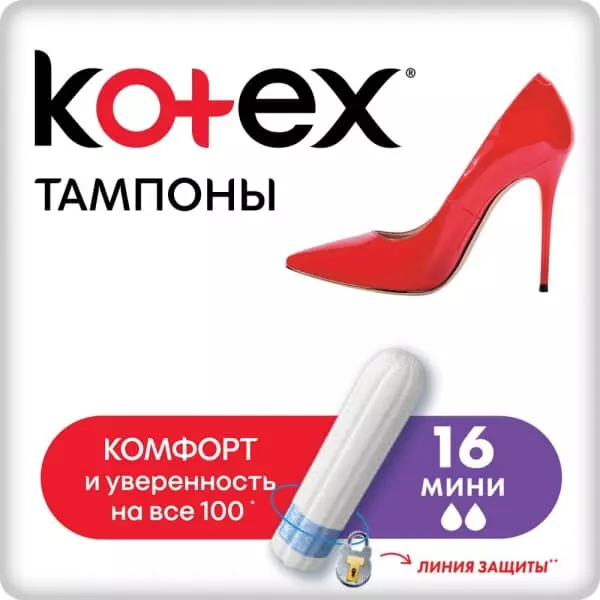 kotex®
ТАМПОНЫ
КОМФОРТ
и уверенность
на все 100*
16
МИНИ
ЛИНИЯ ЗАЩИТЫ**